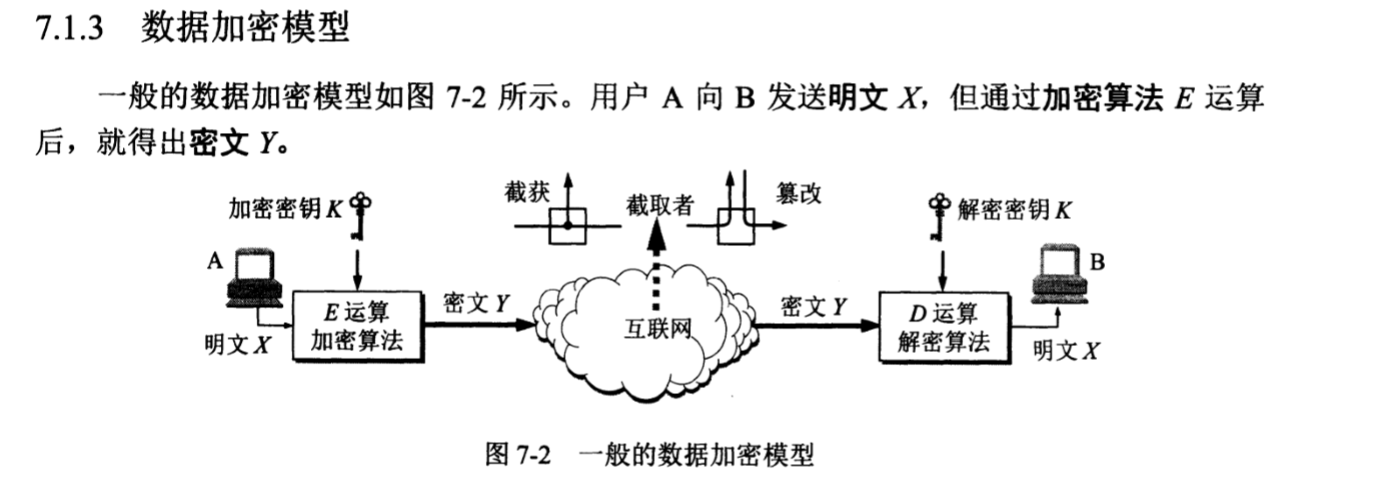 7.1.3 数据加密模型
一般的数据加密模型如图 7-2 所示。用户 A 向 B 发送明文 X，但通过加密算法 E 运算
后，就得出密文 Y。
加密密钥 K
截获
截取者
篡改
解密密钥 K
A
B
E 运算
加密算法
密文 Y
互联网
密文 Y
D 运算
解密算法
明文 X
明文 X
图 7-2 一般的数据加密模型